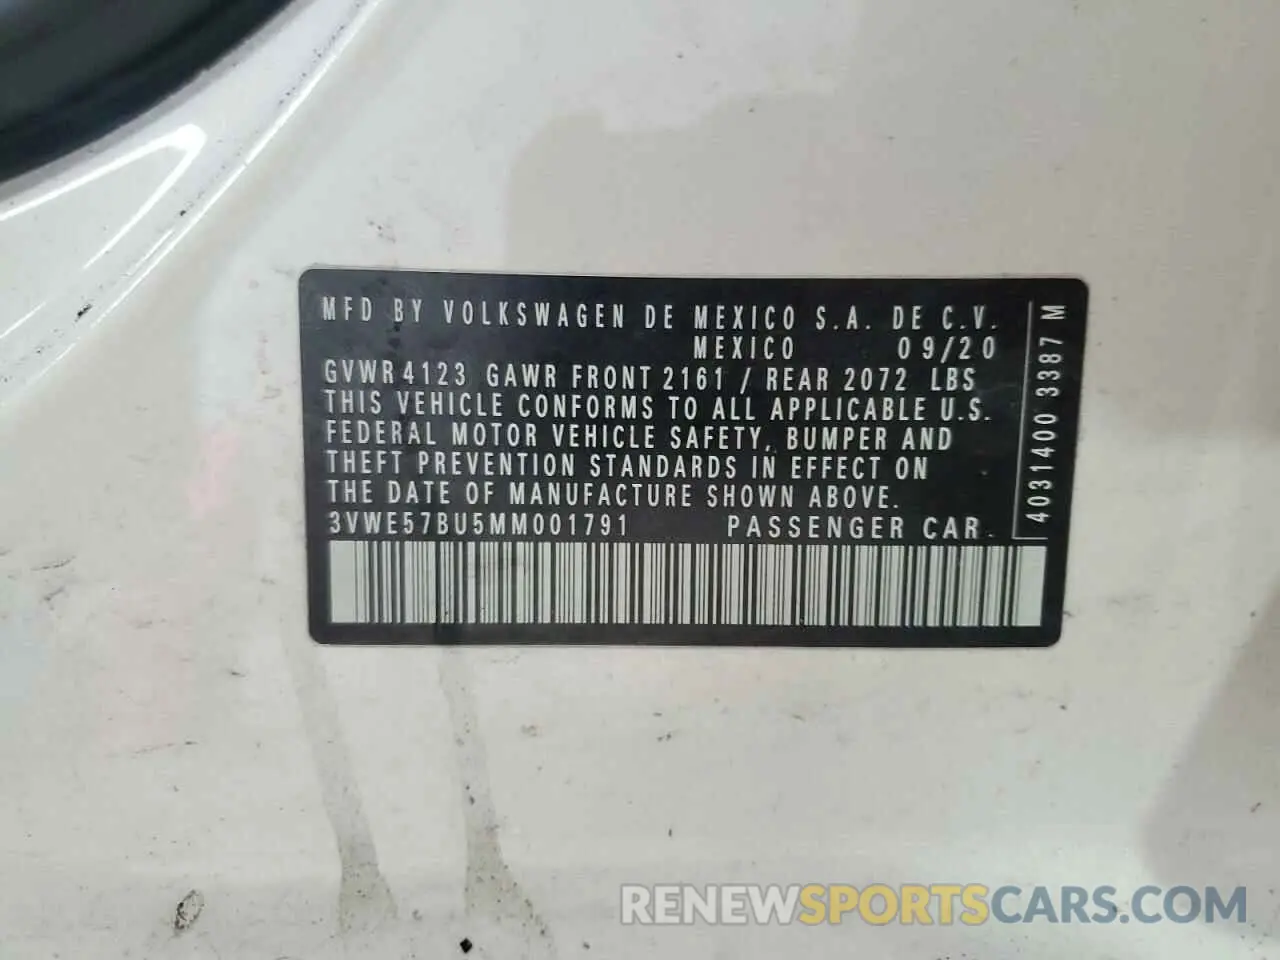 MFD BY VOLKSWAGEN DE MEXICO S.A. DE C.V.
MEXICO 09/20
GVWR 4123 GAWR FRONT 2161 / REAR 2072 LBS
THIS VEHICLE CONFORMS TO ALL APPLICABLE U.S.
FEDERAL MOTOR VEHICLE SAFETY, BUMPER AND
THEFT PREVENTION STANDARDS IN EFFECT ON
THE DATE OF MANUFACTURE SHOWN ABOVE.
3VWE57BU5MM001791 PASSENGER CAR
4031400 3387 M
RENEWSPORTSCARS.COM